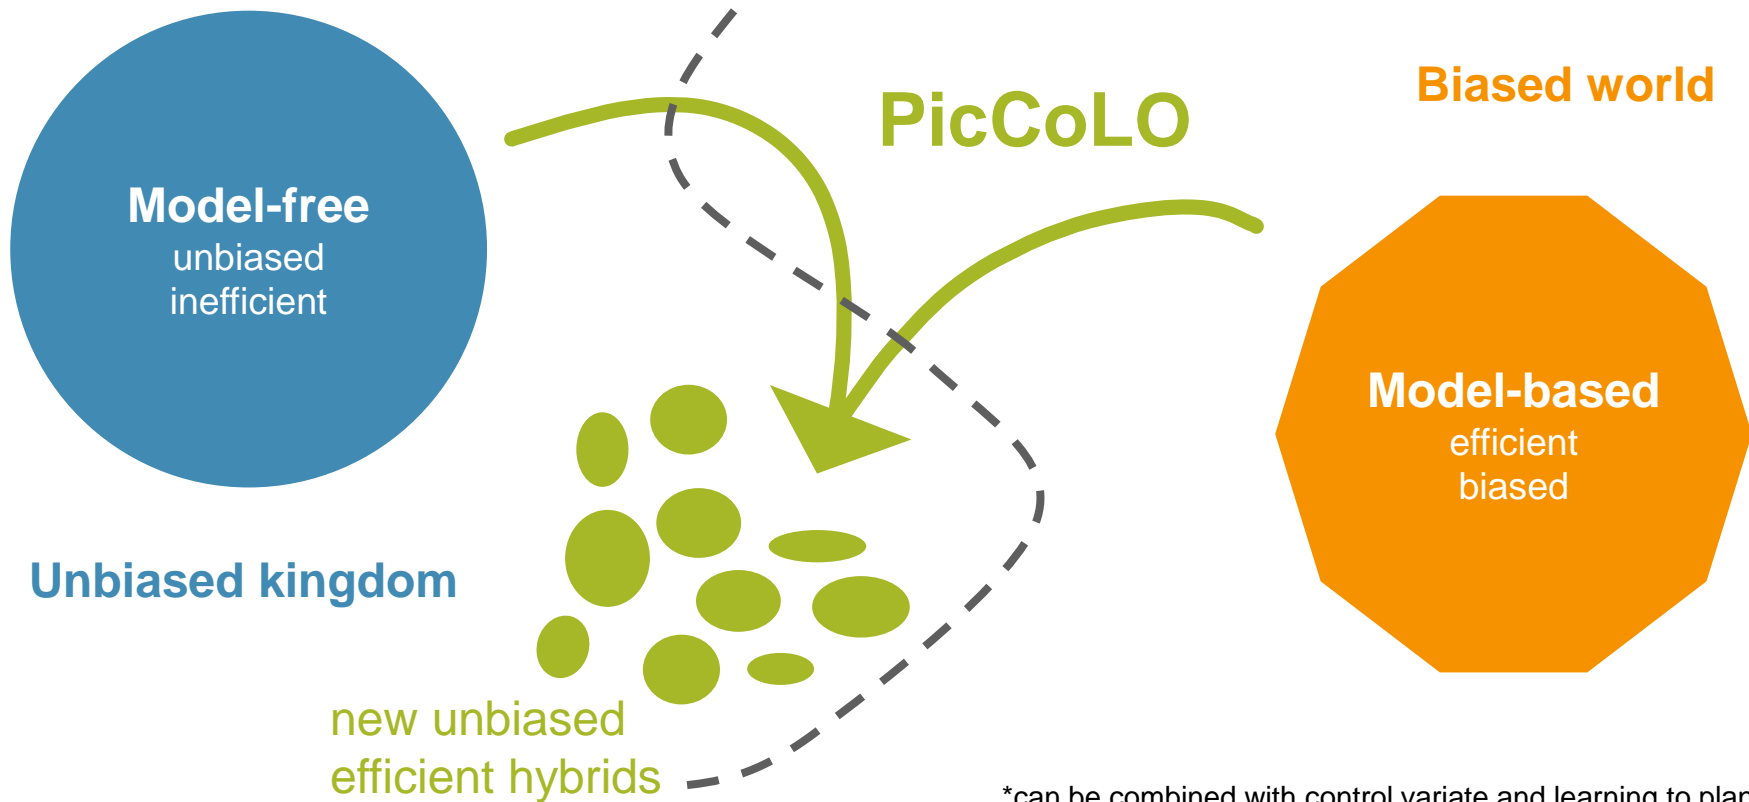 PicCoLO
Biased world
Model-free
unbiased
inefficient
Model-based
efficient
biased
Unbiased kingdom
new unbiased
efficient hybrids
*can be combined with control variate and learning to plan